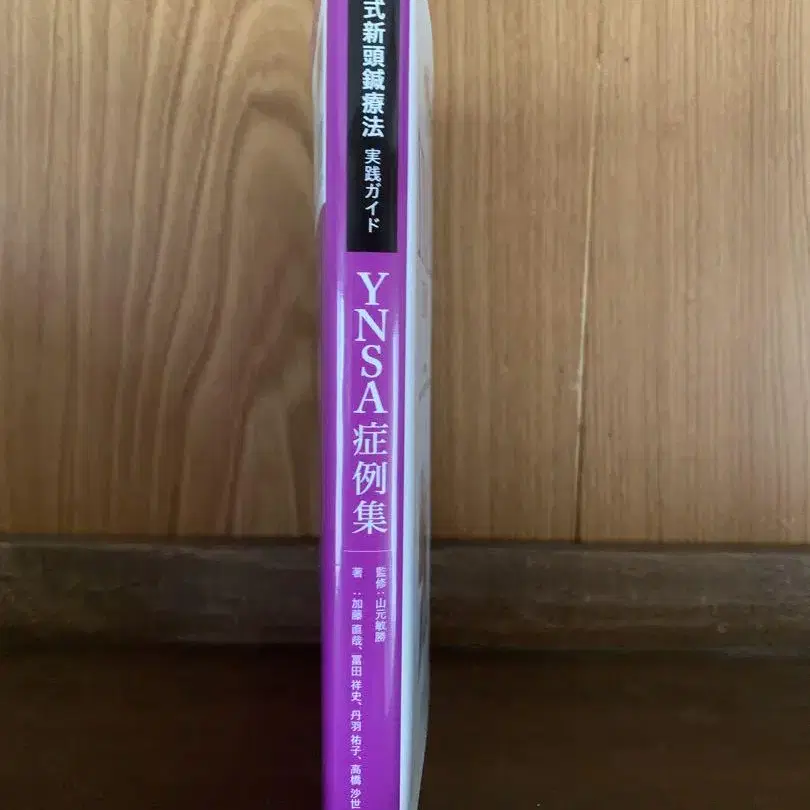 式新頭鍼療法 実践ガイド
YNSA症例集
監修：山元敏勝
著：加藤 直哉、冨田 祥史、丹羽 祐子、高橋 沙世